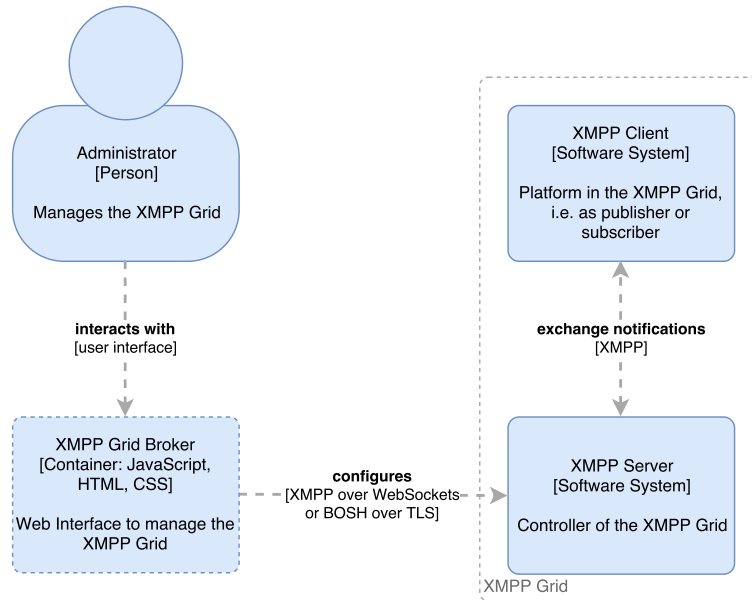 Administrator
[Person]
Manages the XMPP Grid
XMPP Client
[Software System]
Platform in the XMPP Grid,
i.e. as publisher or
subscriber
interacts with
[user interface]
exchange notifications
[XMPP]
XMPP Grid Broker
[Container: JavaScript,
HTML, CSS]
Web Interface to manage the
XMPP Grid
configures
[XMPP over WebSockets
or BOSH over TLS]
XMPP Server
[Software System]
Controller of the XMPP Grid
XMPP Grid